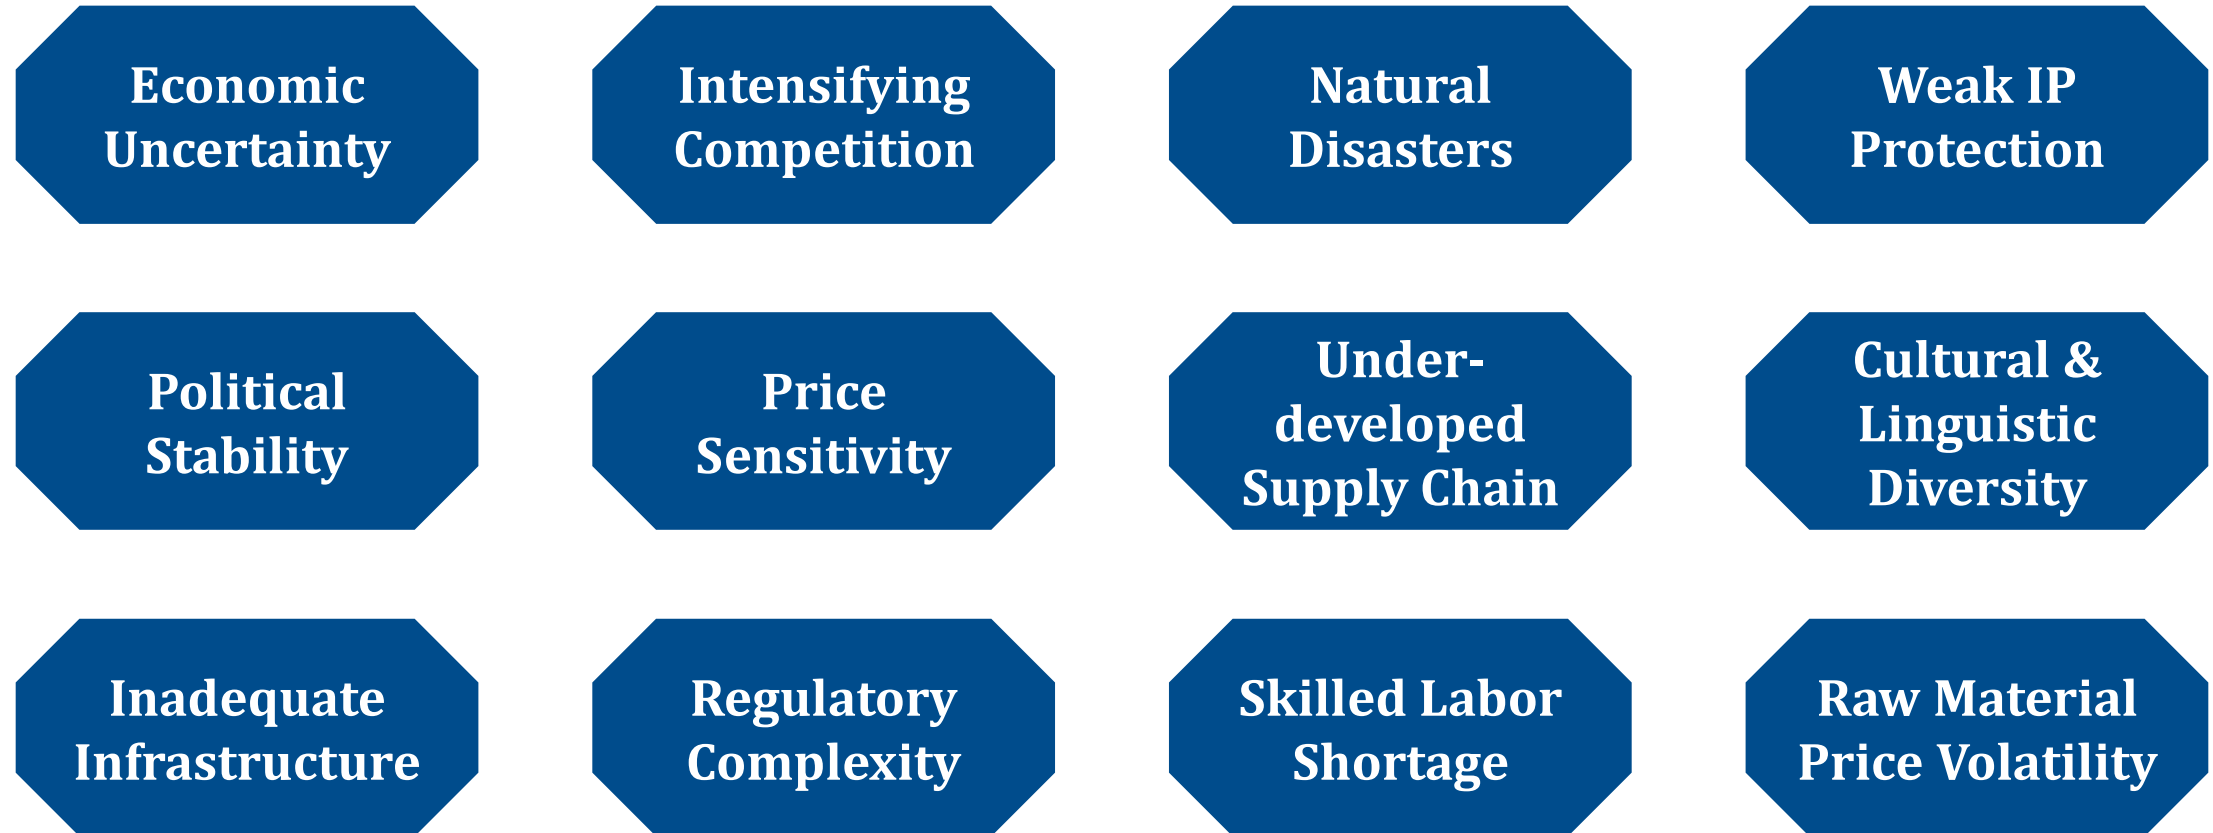 Economic
Uncertainty
Intensifying
Competition
Natural
Disasters
Weak IP
Protection
Political
Stability
Price
Sensitivity
Under-
developed
Supply Chain
Cultural &
Linguistic
Diversity
Inadequate
Infrastructure
Regulatory
Complexity
Skilled Labor
Shortage
Raw Material
Price Volatility